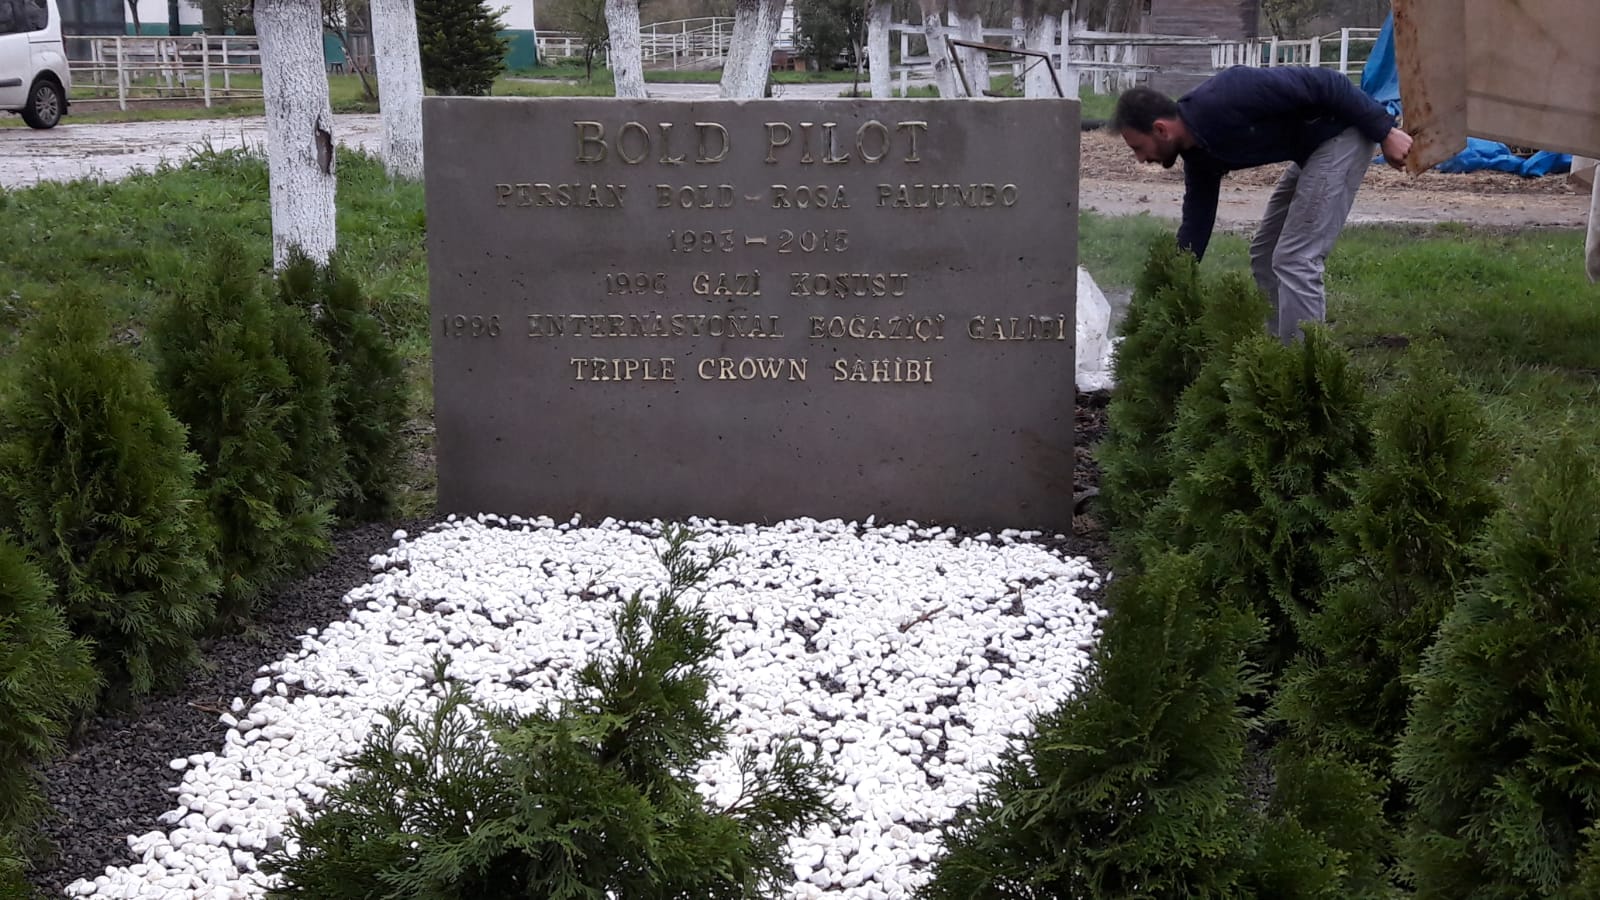 BOLD PILOT
PERSIAN BOLD - ROSA PALUMBO
1993 - 2015
1996 GAZİ KOŞUSU
1996 ENTERNASYONAL BOĞAZİÇİ GALİBİ
TRIPLE CROWN SAHİBİ